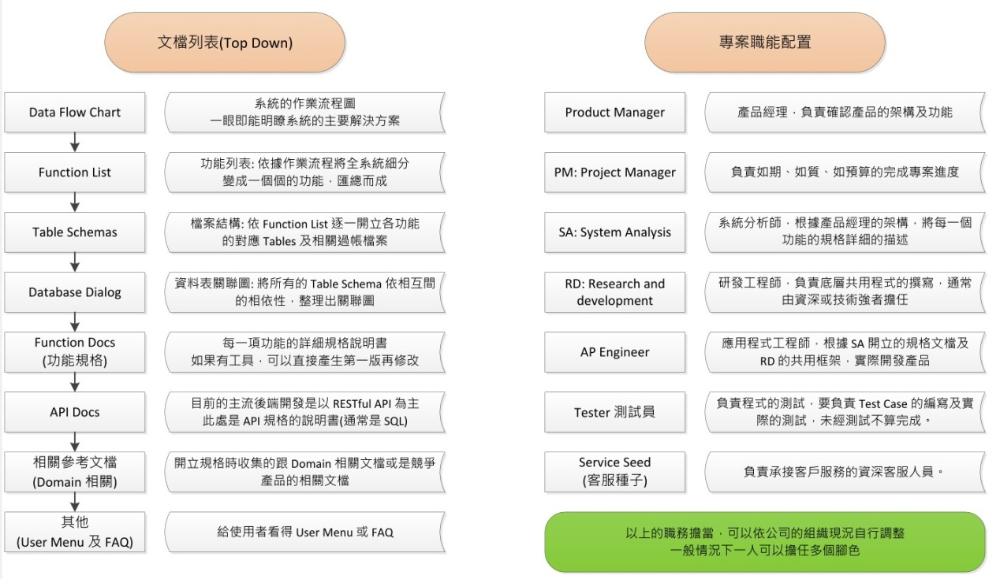 文檔列表(Top Down)
Data Flow Chart
系統的作業流程圖
一眼即能明瞭系統的主要解決方案
Function List
功能列表: 依據作業流程將全系統細分
變成一個個的功能，匯總而成
Table Schemas
檔案結構: 依 Function List 逐一開立各功能
的對應 Tables 及相關過帳檔案
Database Dialog
資料表關聯圖: 將所有的 Table Schema 依相互間
的相依性，整理出關聯圖
Function Docs
(功能規格)
每一項功能的詳細規格說明書
如果有工具，可以直接產生第一版再修改
API Docs
目前的主流後端開發是以 RESTful API 為主
此處是 API 規格的說明書(通常是 SQL)
相關參考文檔
(Domain 相關)
開立規格時收集的跟 Domain 相關文檔或是競爭
產品的相關文檔
其他
(User Menu 及 FAQ)
給使用者看得 User Menu 或 FAQ
專案職能配置
Product Manager
產品經理，負責確認產品的架構及功能
PM: Project Manager
負責如期、如質、如預算的完成專案進度
SA: System Analysis
系統分析師，根據產品經理的架構，將每一個
功能的規格詳細的描述
RD: Research and
development
研發工程師，負責底層共用程式的撰寫，通常
由資深或技術強者擔任
AP Engineer
應用程式工程師，根據 SA 開立的規格文檔及
RD 的共用框架，實際開發產品
Tester 測試員
負責程式的測試，要負責 Test Case 的編寫及實
際的測試，未經測試不算完成。
Service Seed
(客服種子)
負責承接客戶服務的資深客服人員。
以上的職務擔當，可以依公司的組織現況自行調整
一般情況下一人可以擔任多個腳色